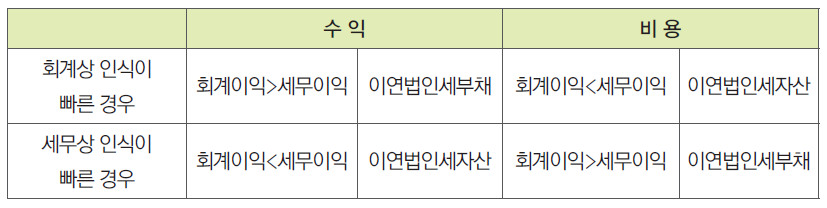 수 익 비 용
회계상 인식이
빠른 경우
회계이익>세무이익 이연법인세부채 회계이익<세무이익 이연법인세자산
세무상 인식이
빠른 경우
회계이익<세무이익 이연법인세자산 회계이익>세무이익 이연법인세부채